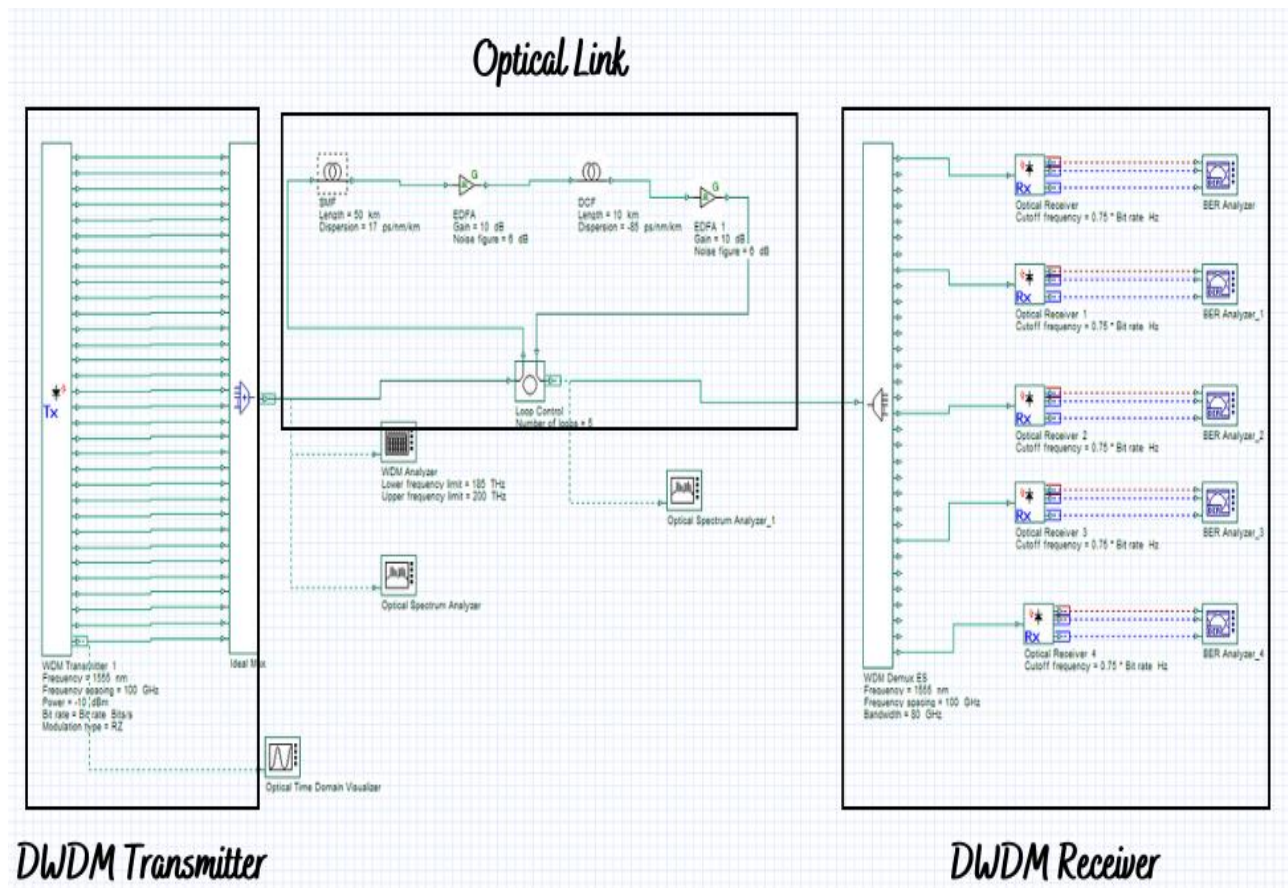 Optical Link
SMF
Length = 50 km
Dispersion = 17 ps/nm/km
G
EDFA
Gain = 10 dB
Noise figure = 6 dB
DCF
Length = 10 km
Dispersion = -85 ps/nm/km
G
EDFA 1
Gain = 10 dB
Noise figure = 6 dB
Loop Control
Number of loops = 5
Tx
WDM Transmitter 1
Frequency = 1555 nm
Frequency spacing = 100 GHz
Power = -10 dBm
Bit rate = Bit rate Bits/s
Modulation type = RZ
Ideal Mux
WDM Analyzer
Lower frequency limit = 185 THz
Upper frequency limit = 200 THz
Optical Spectrum Analyzer
Optical Spectrum Analyzer_1
Optical Time Domain Visualizer
WDM Demux ES
Frequency = 1555 nm
Frequency spacing = 100 GHz
Bandwidth = 80 GHz
Rx
Optical Receiver
Cutoff frequency = 0.75 * Bit rate Hz
BER Analyzer
Rx
Optical Receiver 1
Cutoff frequency = 0.75 * Bit rate Hz
BER Analyzer_1
Rx
Optical Receiver 2
Cutoff frequency = 0.75 * Bit rate Hz
BER Analyzer_2
Rx
Optical Receiver 3
Cutoff frequency = 0.75 * Bit rate Hz
BER Analyzer_3
Rx
Optical Receiver 4
Cutoff frequency = 0.75 * Bit rate Hz
BER Analyzer_4
DWDM Transmitter
DWDM Receiver